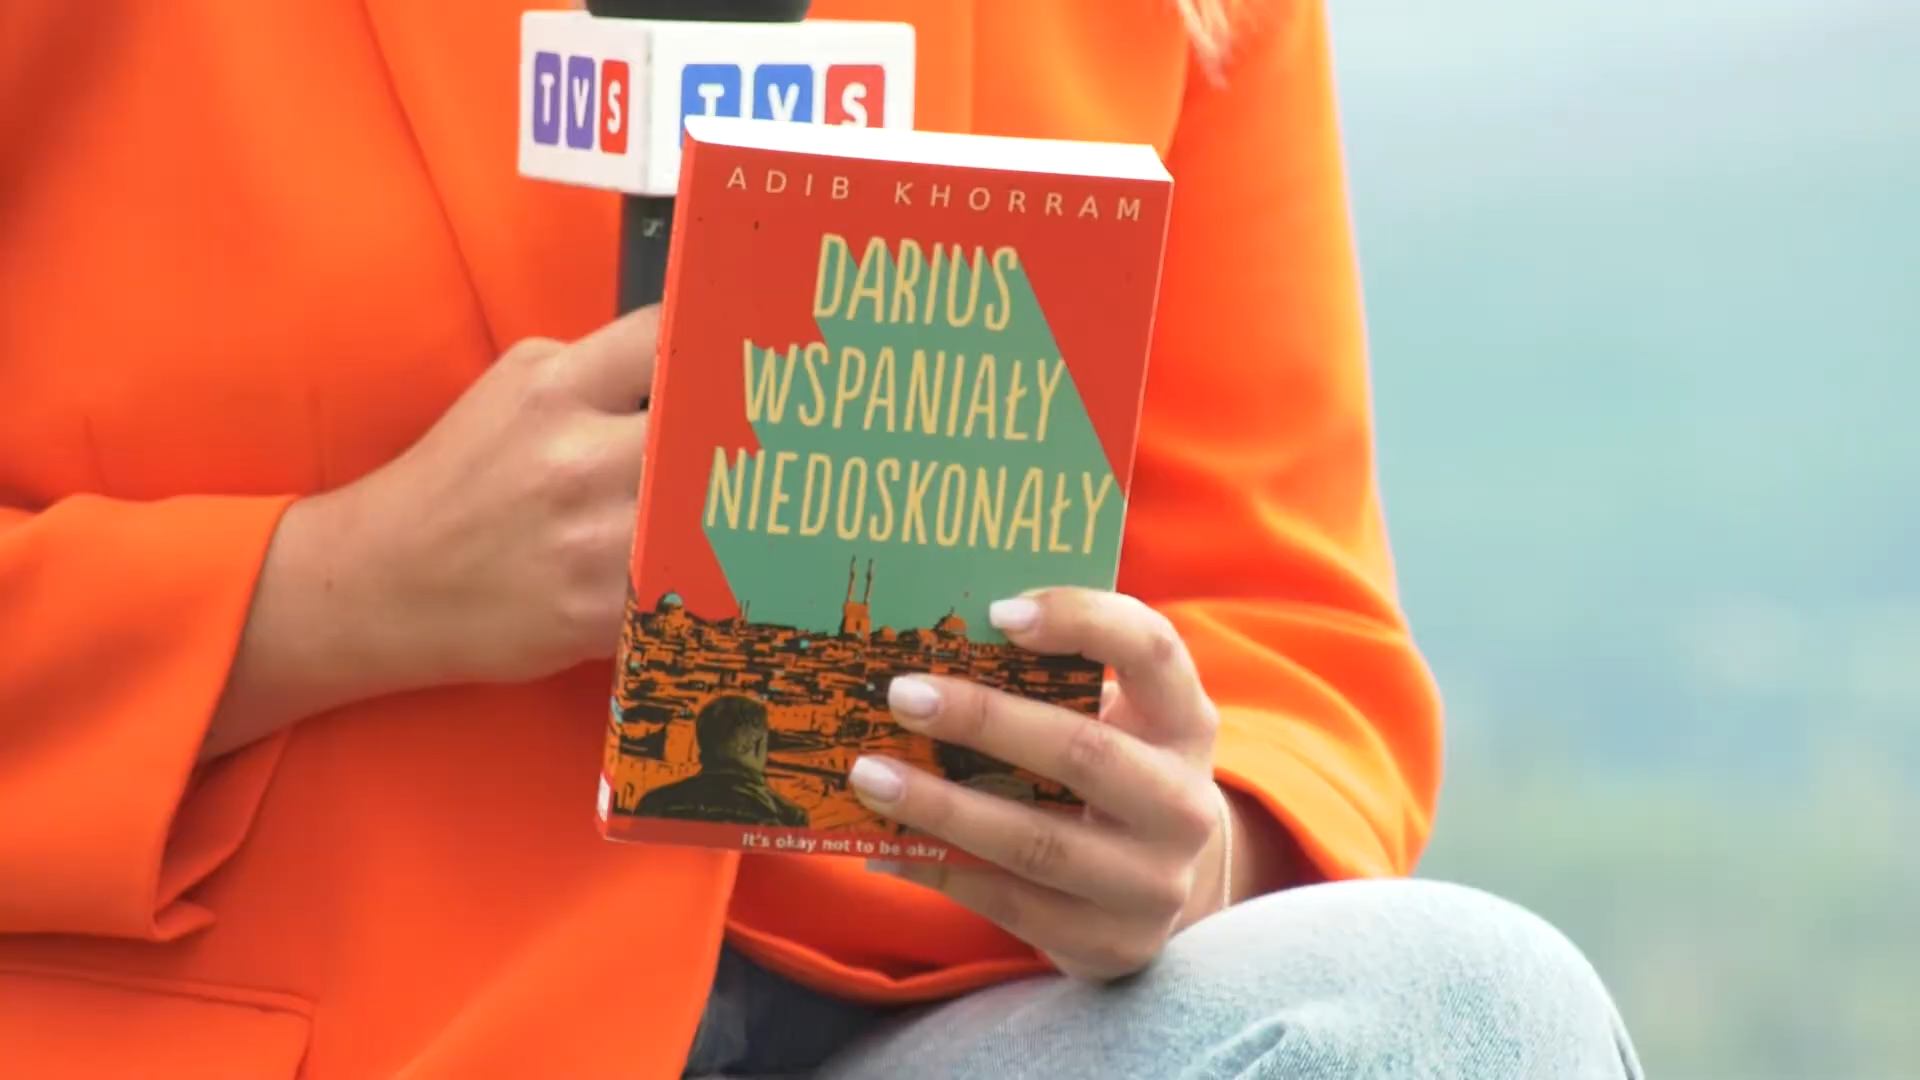 TVS TVS
ADIB KHORRAM
DARIUS
WSPANIAŁY
NIEDOSKONAŁY
It's okay not to be okay